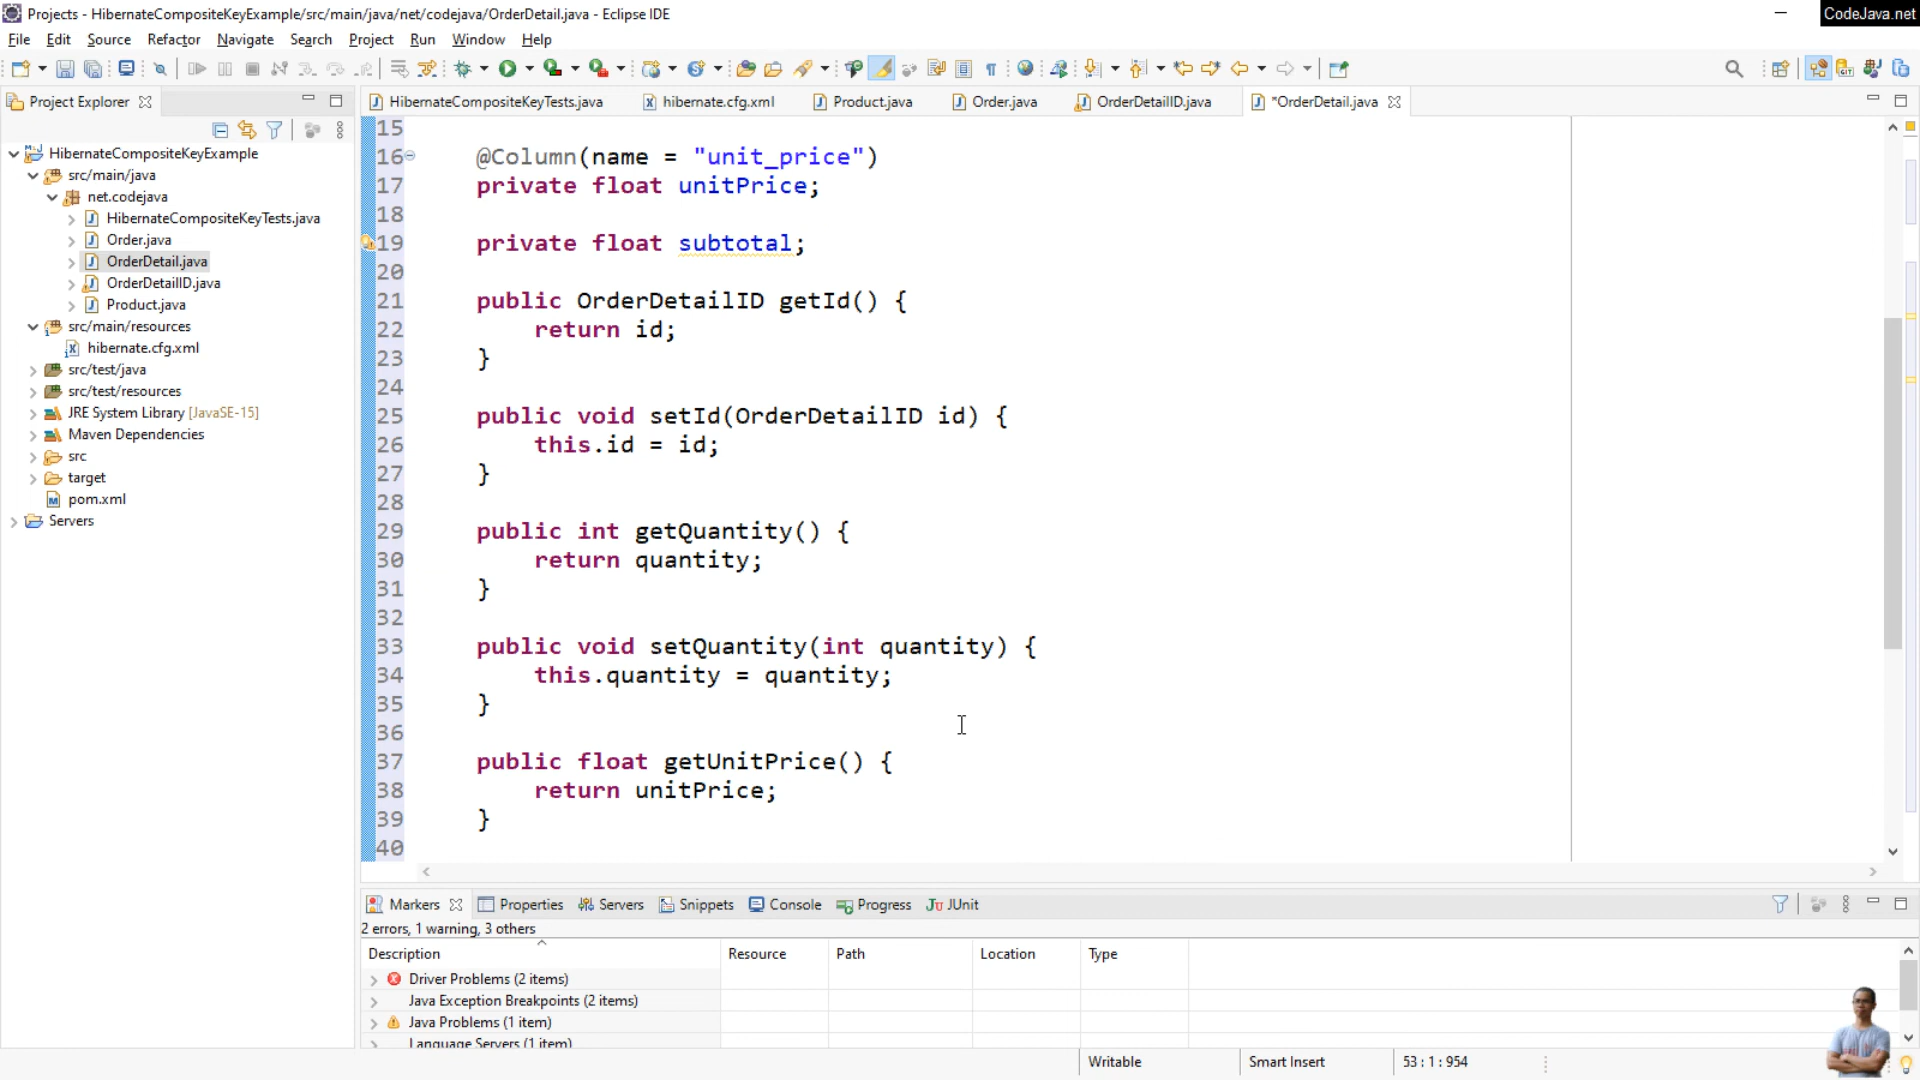 Projects - HibernateCompositeKeyExample/src/main/java/net/codejava/OrderDetail.java - Eclipse IDE
CodeJava.net
File Edit Source Refactor Navigate Search Project Run Window Help
Project Explorer
HibernateCompositeKeyTests.java hibernate.cfg.xml Product.java Order.java OrderDetailID.java *OrderDetail.java
HibernateCompositeKeyExample
src/main/java
net.codejava
HibernateCompositeKeyTests.java
Order.java
OrderDetail.java
OrderDetailID.java
Product.java
src/main/resources
hibernate.cfg.xml
src/test/java
src/test/resources
JRE System Library [JavaSE-15]
Maven Dependencies
src
target
pom.xml
Servers
15
16 @Column(name = "unit_price")
17 private float unitPrice;
18
19 private float subtotal;
20
21 public OrderDetailID getId() {
22 return id;
23 }
24
25 public void setId(OrderDetailID id) {
26 this.id = id;
27 }
28
29 public int getQuantity() {
30 return quantity;
31 }
32
33 public void setQuantity(int quantity) {
34 this.quantity = quantity;
35 }
36
37 public float getUnitPrice() {
38 return unitPrice;
39 }
40
Markers Properties Servers Snippets Console Progress JUnit
2 errors, 1 warning, 3 others
Description Resource Path Location Type
Driver Problems (2 items)
Java Exception Breakpoints (2 items)
Java Problems (1 item)
Language Servers (1 item)
Writable Smart Insert 53 : 1 : 954